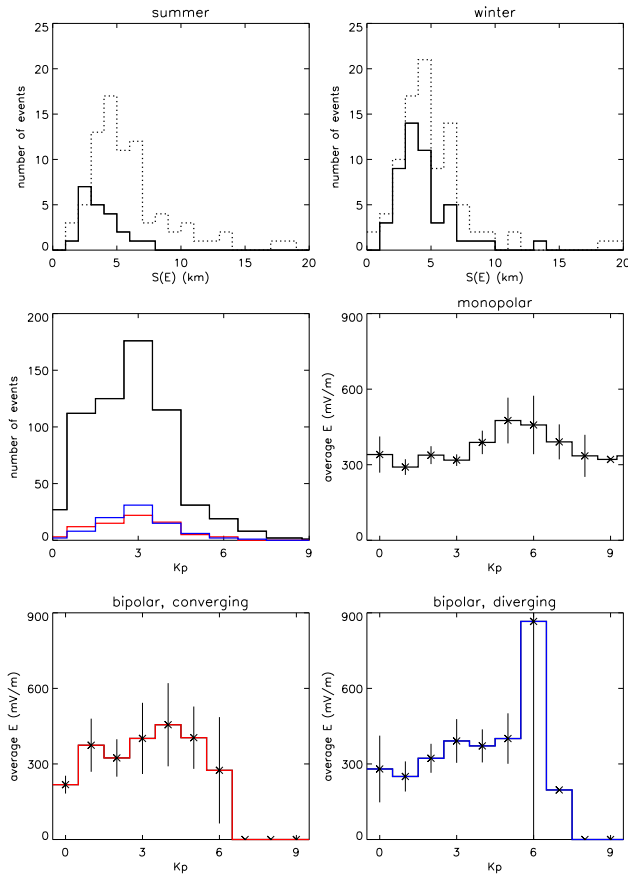 summer
winter
25
20
15
10
5
0
number of events
0 5 10 15 20
S(E) (km)
25
20
15
10
5
0
number of events
0 5 10 15 20
S(E) (km)
200
150
100
50
0
number of events
0 3 6 9
Kp
monopolar
900
600
300
0
average E (mV/m)
0 3 6 9
Kp
bipolar, converging
900
600
300
0
average E (mV/m)
0 3 6 9
Kp
bipolar, diverging
900
600
300
0
average E (mV/m)
0 3 6 9
Kp